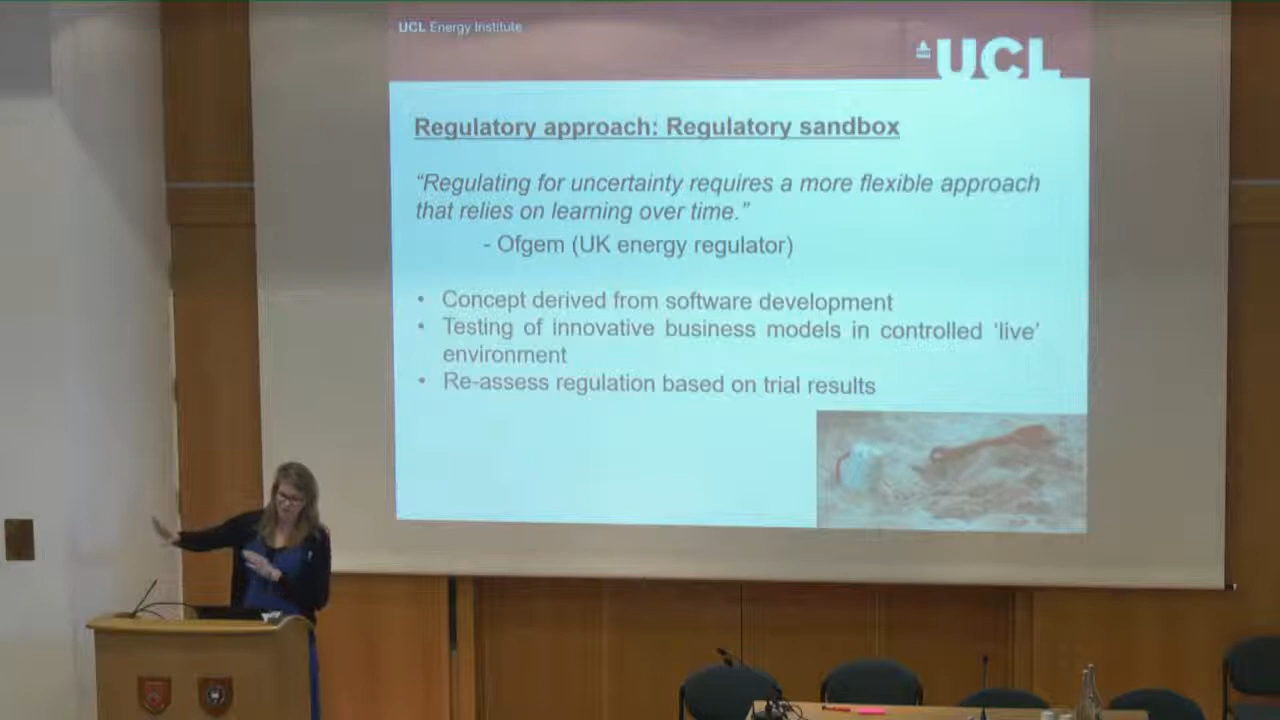 UCL Energy Institute
UCL
Regulatory approach: Regulatory sandbox
“Regulating for uncertainty requires a more flexible approach
that relies on learning over time.”
- Ofgem (UK energy regulator)
• Concept derived from software development
• Testing of innovative business models in controlled ‘live’
environment
• Re-assess regulation based on trial results